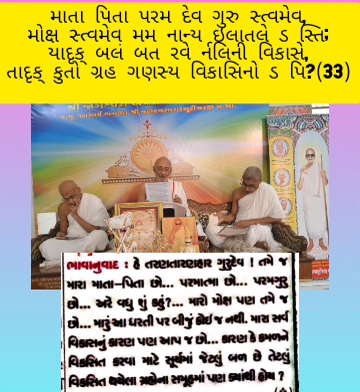 માતા પિતા પરમ દેવ ગુરુ સ્ત્વમેવ,
મોક્ષ સ્ત્વમેવ મમ નાન્ય ઈલાતલે ડ સ્તિ;
યાદૃક્ બલં બત રવે ર્નલિની વિકાસે,
તાદૃક્ કુતો ગ્રહ ગણસ્ય વિકાસિનો ડ પિ?(33)
ભાવાનુવાદ : હે તરણતારણહાર ગુરુદેવ ! તમે જ
મારા માતા-પિતા છો... પરમાત્મા છો... પરમગુરુ
છો... અરે વધુ શું કહું?... મારો મોક્ષ પણ તમે જ
છો... મારું આ ધરતી પર બીજું કોઈ જ નથી. મારા સર્વ
વિકાસનું કારણ પણ આપ જ છો... કારણ કે કમળને
વિકસિત કરવા માટે સૂર્યમાં જેટલું બળ છે તેટલું
વિકસિત થયેલા ગ્રહોના સમૂહમાં પણ ક્યાંથી હોય ?